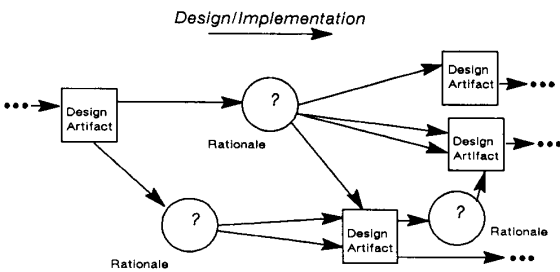 Design/Implementation
Design
Artifact
?
Rationale
Design
Artifact
Design
Artifact
?
Rationale
Design
Artifact
?
Rationale